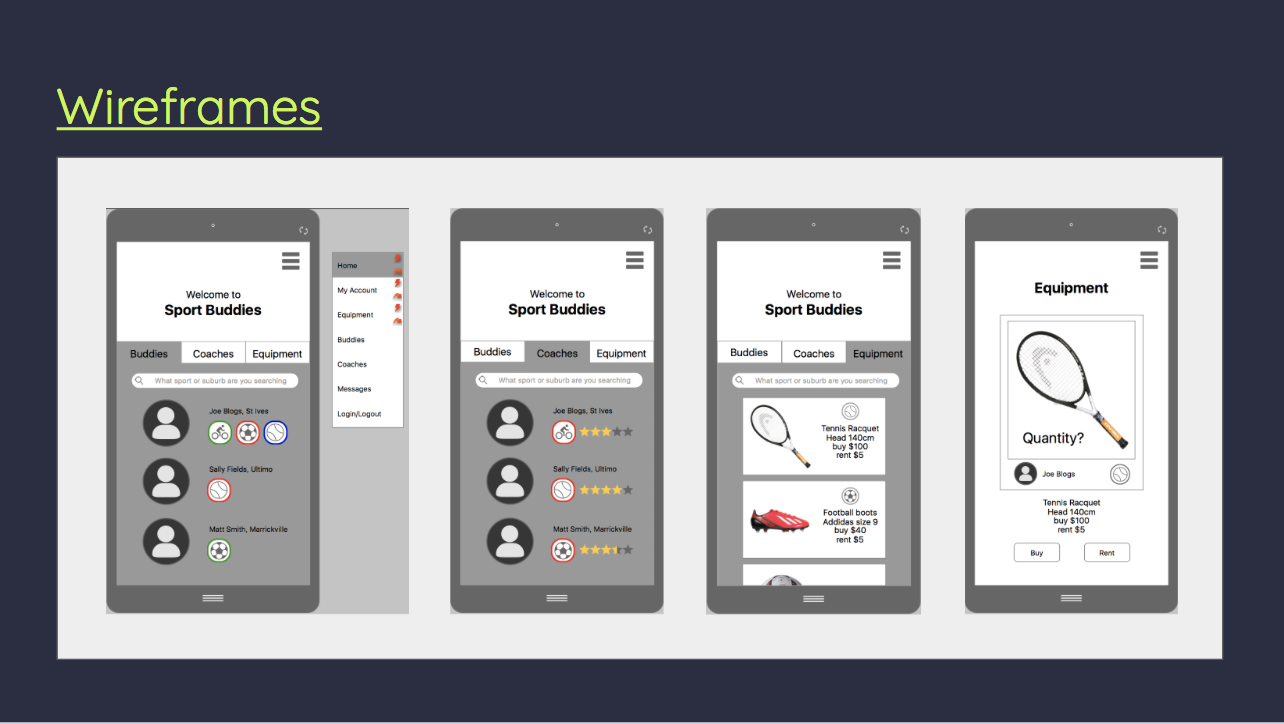 Wireframes
Welcome to
Sport Buddies
Buddies
Coaches
Equipment
What sport or suburb are you searching
Joe Blogs, St Ives
Sally Fields, Ultimo
Matt Smith, Marrickville
Home
My Account
Equipment
Buddies
Coaches
Messages
Login/Logout
Welcome to
Sport Buddies
Buddies
Coaches
Equipment
What sport or suburb are you searching
Joe Blogs, St Ives
Sally Fields, Ultimo
Matt Smith, Marrickville
Welcome to
Sport Buddies
Buddies
Coaches
Equipment
What sport or suburb are you searching
Tennis Racquet
Head 140cm
buy $100
rent $5
Football boots
Addidas size 9
buy $40
rent $5
Equipment
Quantity?
Joe Blogs
Tennis Racquet
Head 140cm
buy $100
rent $5
Buy
Rent